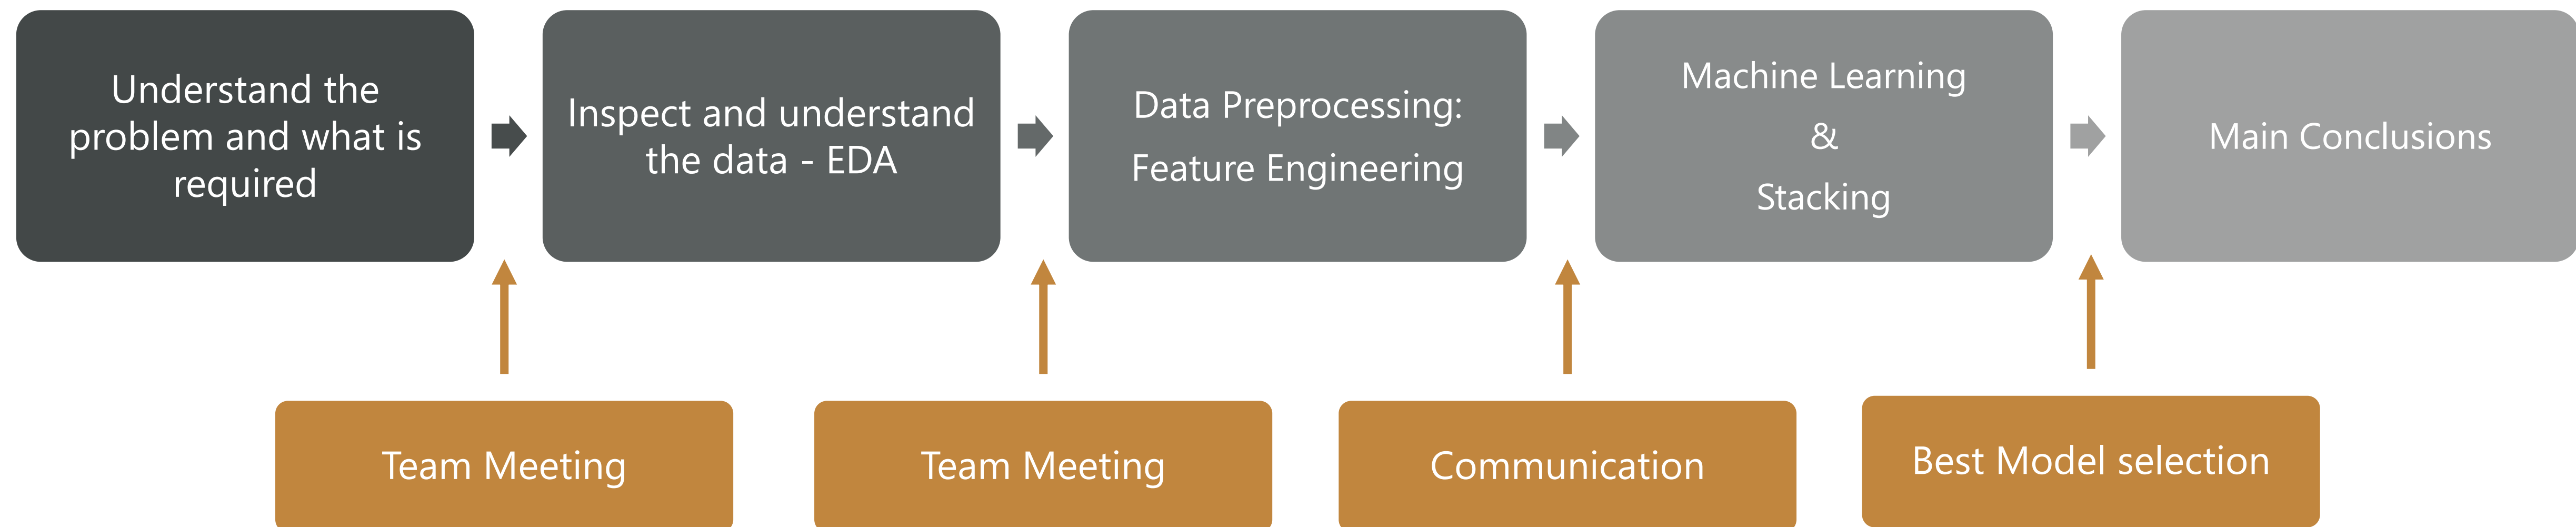 Understand the
problem and what is
required
Inspect and understand
the data - EDA
Data Preprocessing:
Feature Engineering
Machine Learning
&
Stacking
Main Conclusions
Team Meeting
Team Meeting
Communication
Best Model selection